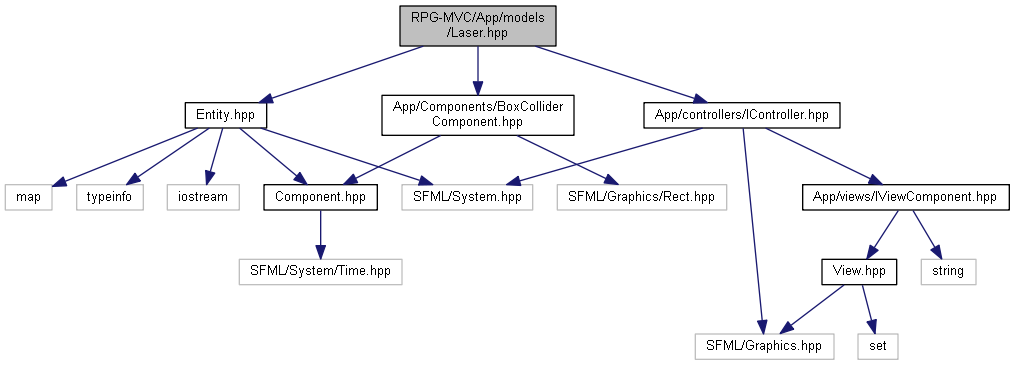 RPG-MVC/App/models
/Laser.hpp
Entity.hpp
App/Components/BoxCollider
Component.hpp
App/controllers/IController.hpp
map
typeinfo
iostream
Component.hpp
SFML/System.hpp
SFML/Graphics/Rect.hpp
App/views/IViewComponent.hpp
SFML/System/Time.hpp
View.hpp
string
SFML/Graphics.hpp
set